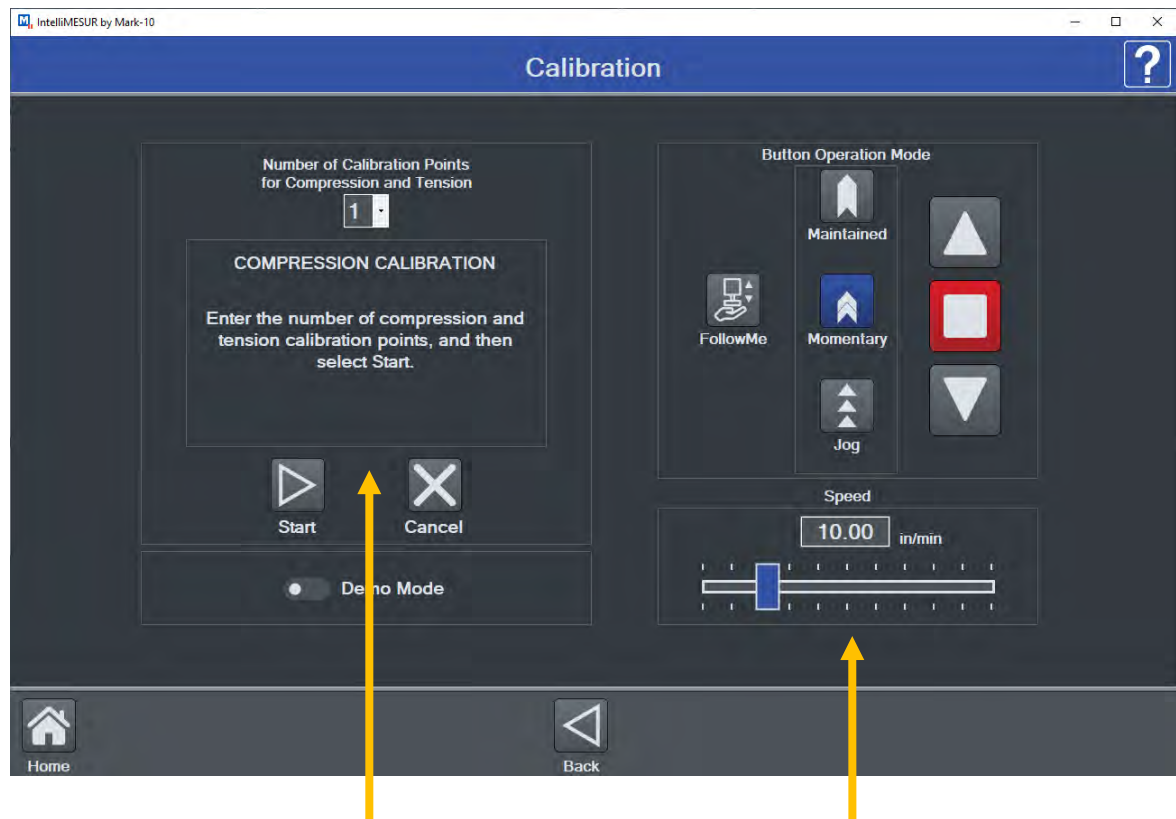 IntelliMESUR by Mark-10
Calibration
?
Number of Calibration Points
for Compression and Tension
1
COMPRESSION CALIBRATION
Enter the number of compression and
tension calibration points, and then
select Start.
Start
Cancel
Demo Mode
Button Operation Mode
Maintained
FollowMe
Momentary
Jog
Speed
10.00 in/min
Home
Back